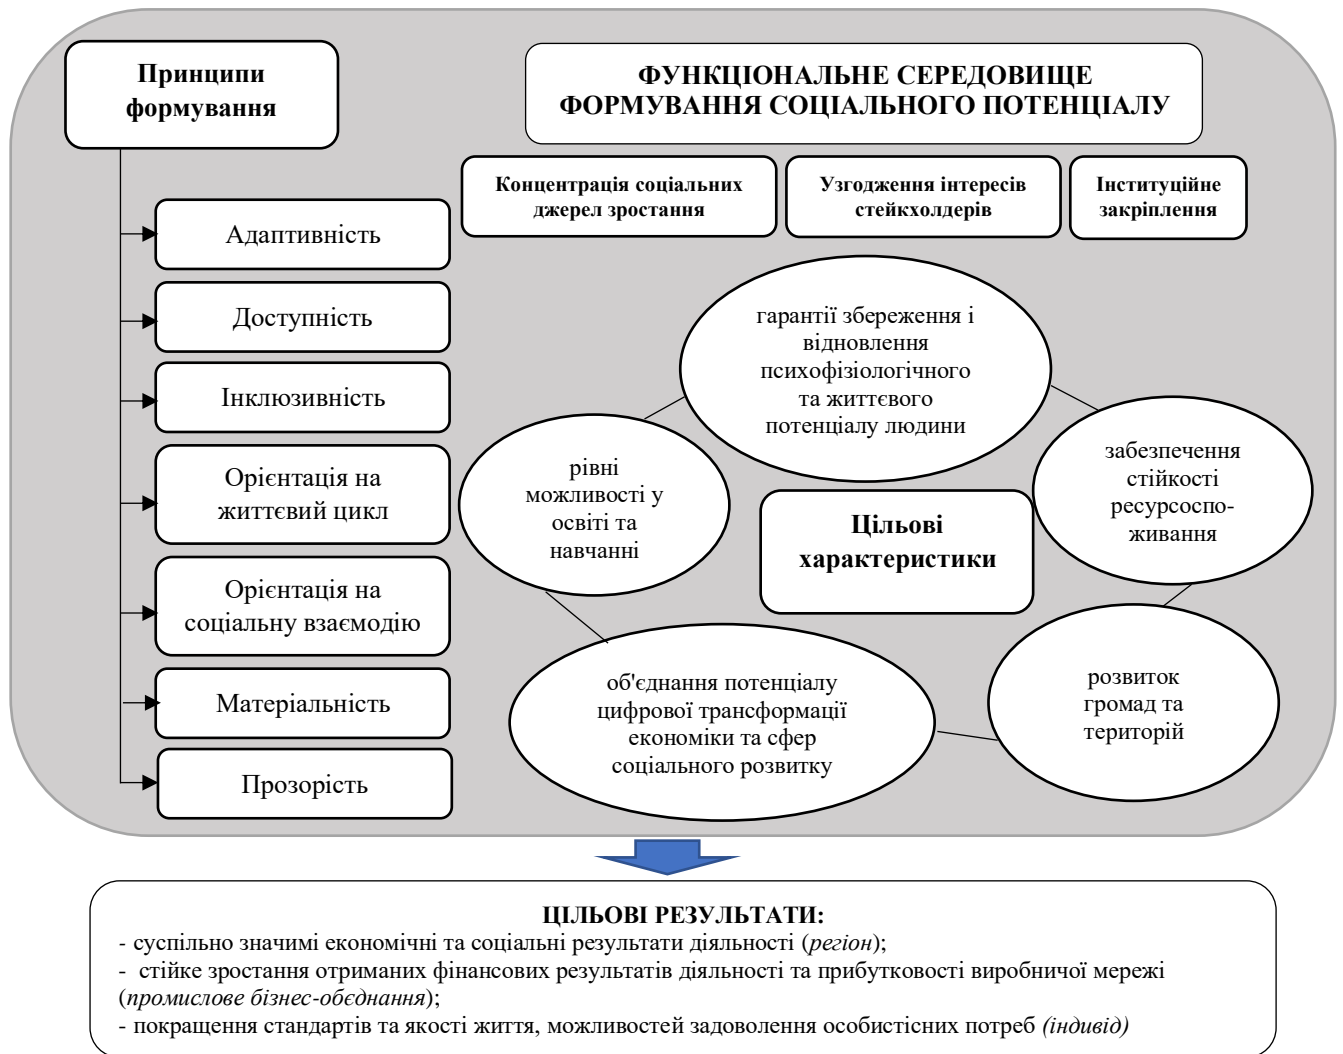 Принципи
формування
ФУНКЦІОНАЛЬНЕ СЕРЕДОВИЩЕ
ФОРМУВАННЯ СОЦІАЛЬНОГО ПОТЕНЦІАЛУ
Концентрація соціальних
джерел зростання
Узгодження інтересів
стейкхолдерів
Інституційне
закріплення
Адаптивність
Доступність
Інклюзивність
Орієнтація на
життєвий цикл
Орієнтація на
соціальну взаємодію
Матеріальність
Прозорість
гарантії збереження і
відновлення
психофізіологічного
та життєвого
потенціалу людини
рівні
можливості у
освіті та
навчанні
забезпечення
стійкості
ресурсоспо-
живання
Цільові
характеристики
об'єднання потенціалу
цифрової трансформації
економіки та сфер
соціального розвитку
розвиток
громад та
територій
ЦІЛЬОВІ РЕЗУЛЬТАТИ:
- суспільно значимі економічні та соціальні результати діяльності (регіон);
- стійке зростання отриманих фінансових результатів діяльності та прибутковості виробничої мережі
(промислове бізнес-обєднання);
- покращення стандартів та якості життя, можливостей задоволення особистісних потреб (індивід)